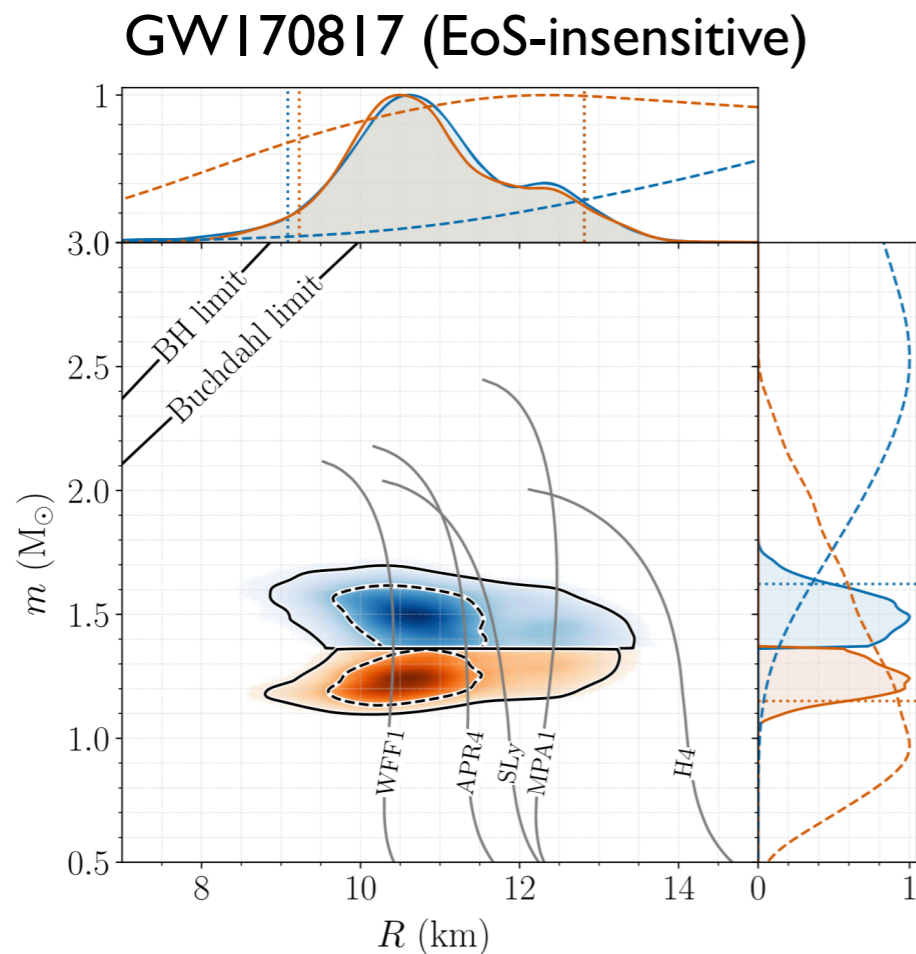 GW170817 (EoS-insensitive)
1
3.0
BH limit
Buchdahl limit
2.5
2.0
m (M⊙)
1.5
1.0
WFF1
APR4
SLy
MPA1
H4
0.5
8
10
12
14
0
1
R (km)